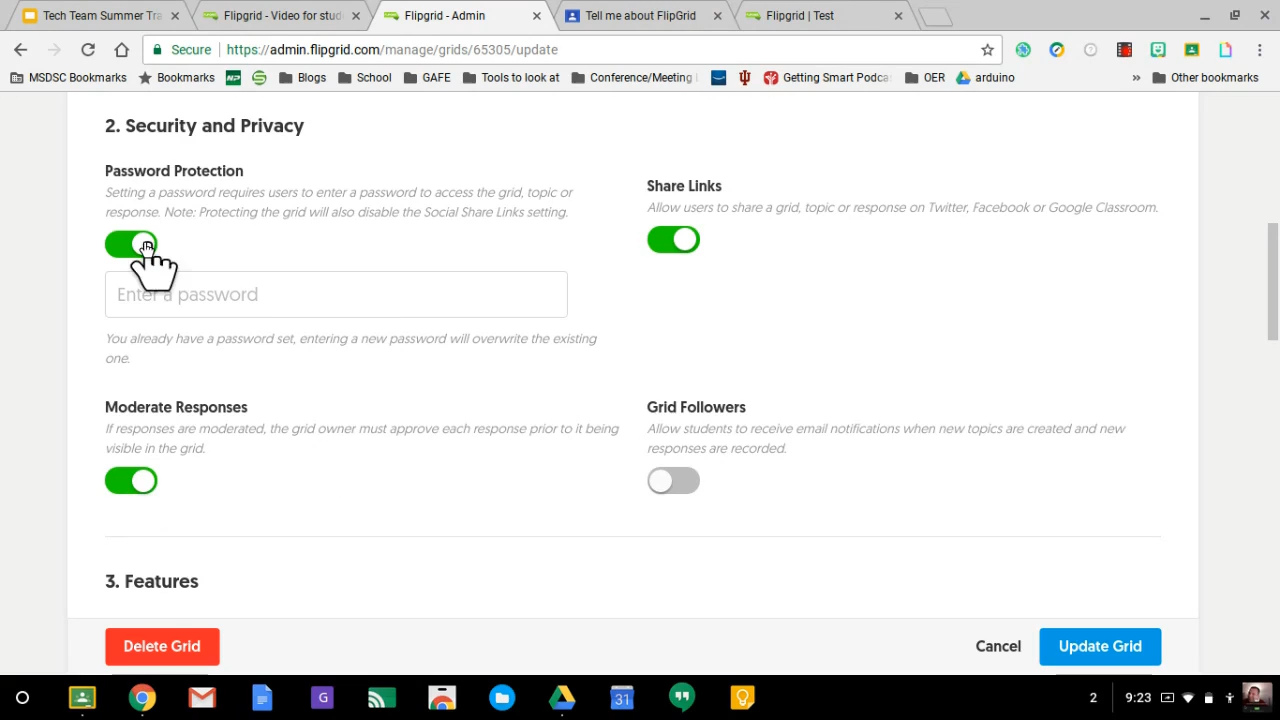 Tech Team Summer Tra
Flipgrid - Video for stud
Flipgrid - Admin
Tell me about FlipGrid
Flipgrid | Test
Secure
https://admin.flipgrid.com/manage/grids/65305/update
MSDSC Bookmarks
Bookmarks
Blogs
School
GAFE
Tools to look at
Conference/Meeting
Getting Smart Podca
OER
arduino
»
Other bookmarks
2. Security and Privacy
Password Protection
Setting a password requires users to enter a password to access the grid, topic or
response. Note: Protecting the grid will also disable the Social Share Links setting.
Share Links
Allow users to share a grid, topic or response on Twitter, Facebook or Google Classroom.
Enter a password
You already have a password set, entering a new password will overwrite the existing
one.
Moderate Responses
If responses are moderated, the grid owner must approve each response prior to it being
visible in the grid.
Grid Followers
Allow students to receive email notifications when new topics are created and new
responses are recorded.
3. Features
Delete Grid
Cancel
Update Grid
G
31
2
9:23